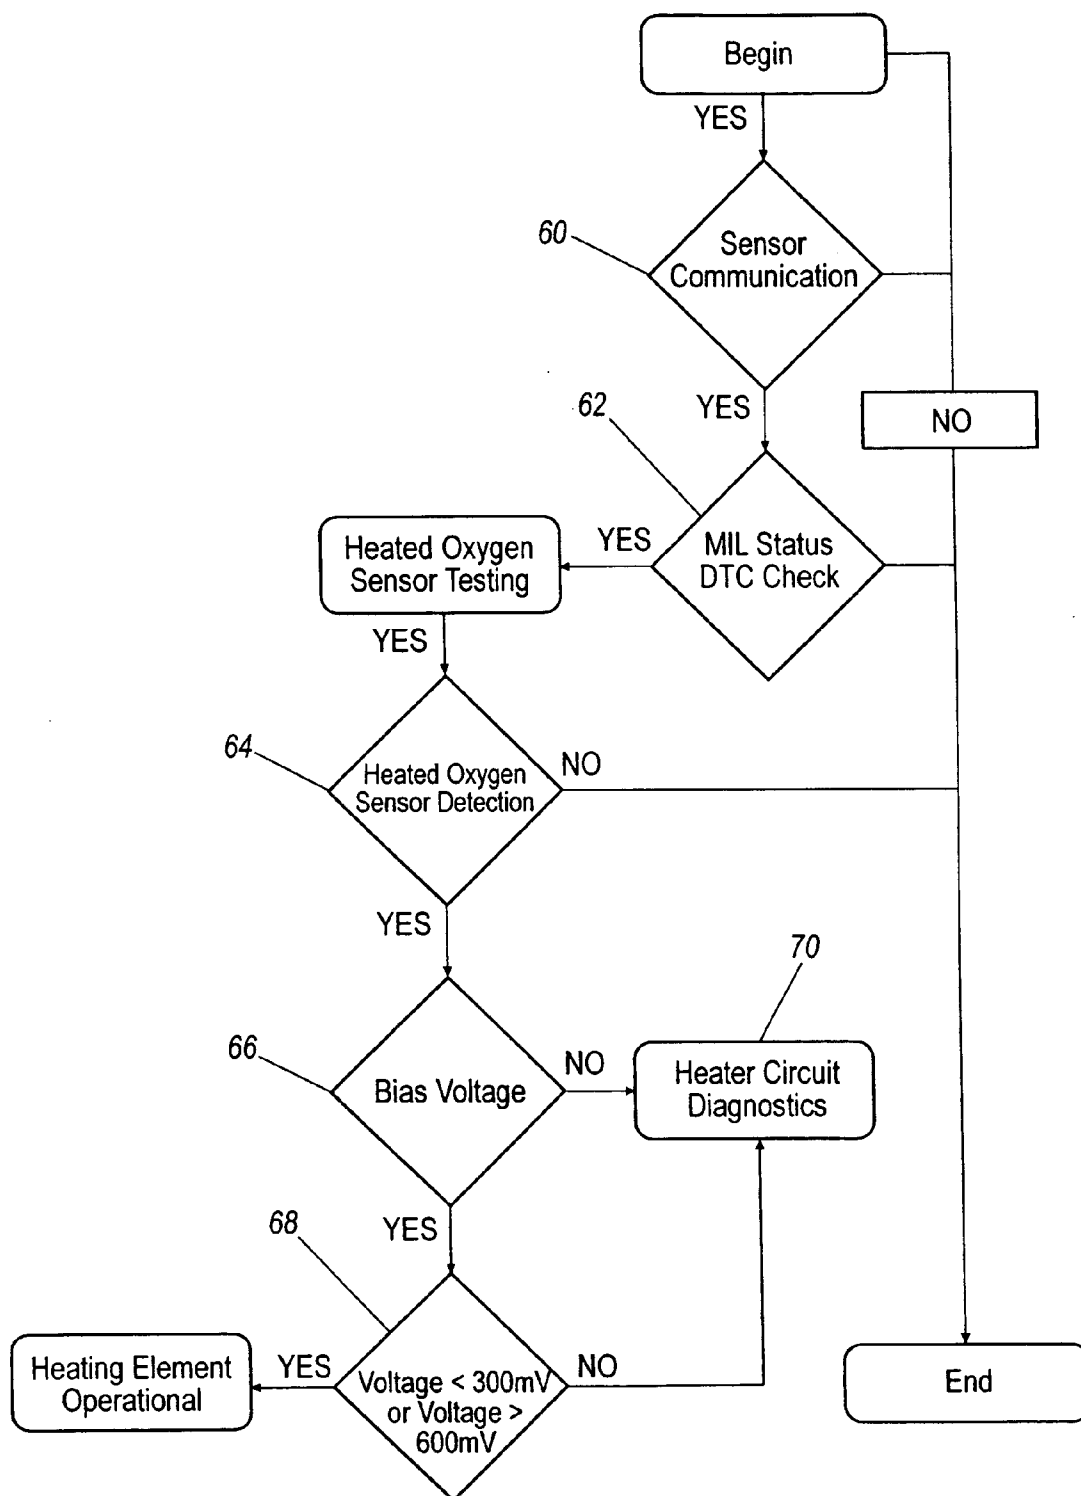 Begin
YES
60
Sensor
Communication
YES
NO
62
MIL Status
DTC Check
YES
Heated Oxygen
Sensor Testing
YES
64
Heated Oxygen
Sensor Detection
NO
YES
70
66
Bias Voltage
NO
Heater Circuit
Diagnostics
YES
68
Voltage < 300mV
or Voltage >
600mV
YES
NO
Heating Element
Operational
End